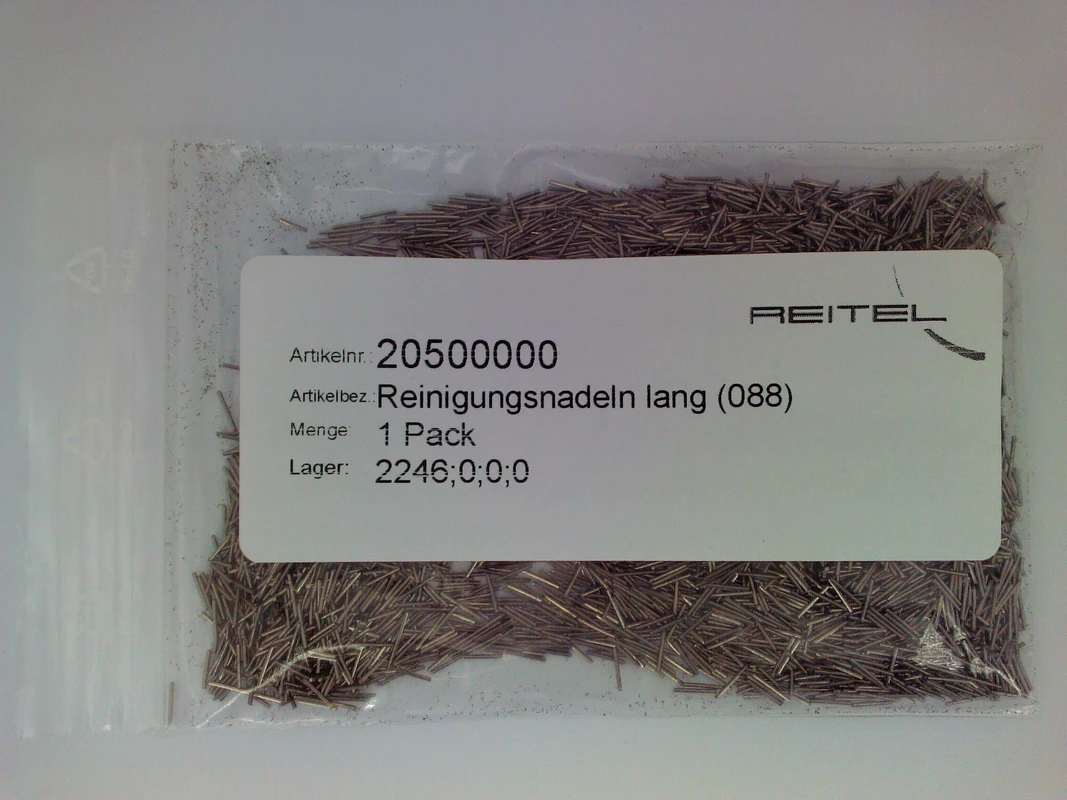 REITEL
Artikelnr.: 20500000
Artikelbez.: Reinigungsnadeln lang (088)
Menge: 1 Pack
Lager: 2246;0;0;0